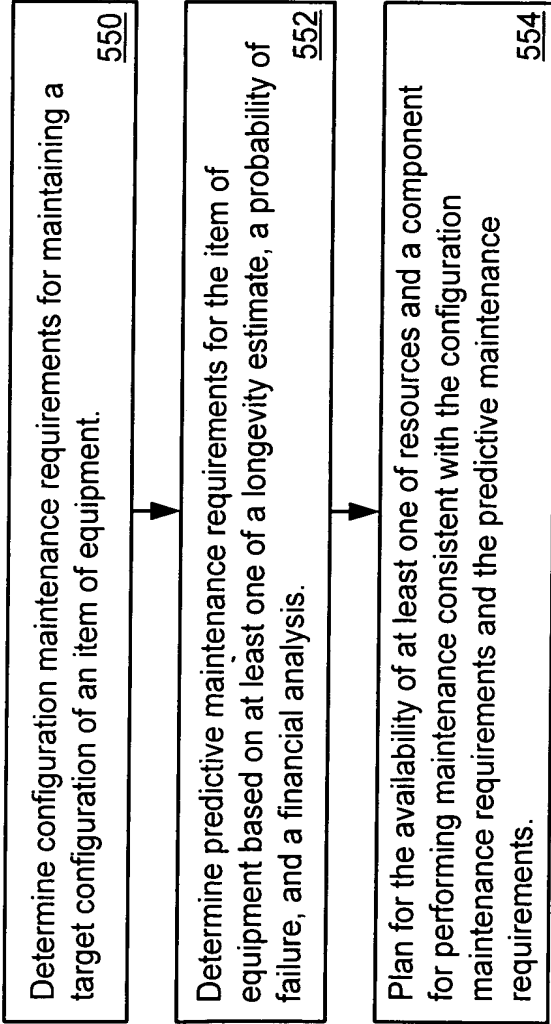 Determine configuration maintenance requirements for maintaining a
target configuration of an item of equipment.
550
Determine predictive maintenance requirements for the item of
equipment based on at least one of a longevity estimate, a probability of
failure, and a financial analysis.
552
Plan for the availability of at least one of resources and a component
for performing maintenance consistent with the configuration
maintenance requirements and the predictive maintenance
requirements.
554